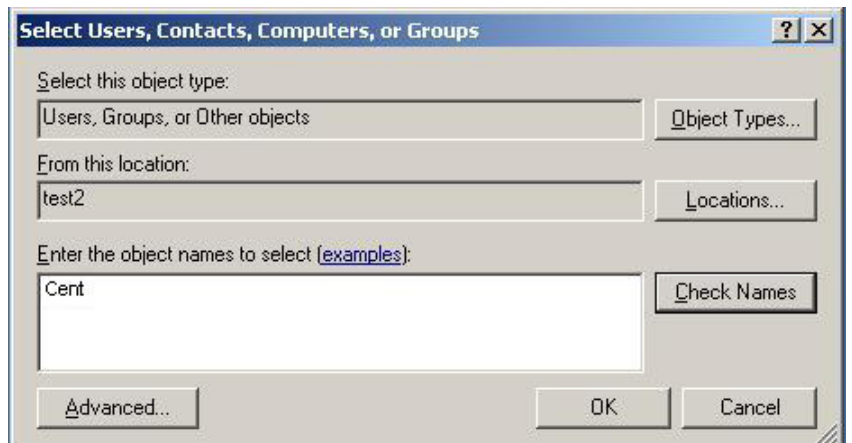 Select Users, Contacts, Computers, or Groups ? ×
Select this object type:
Users, Groups, or Other objects Object Types...
From this location:
test2 Locations...
Enter the object names to select (examples):
Cent Check Names
Advanced... OK Cancel